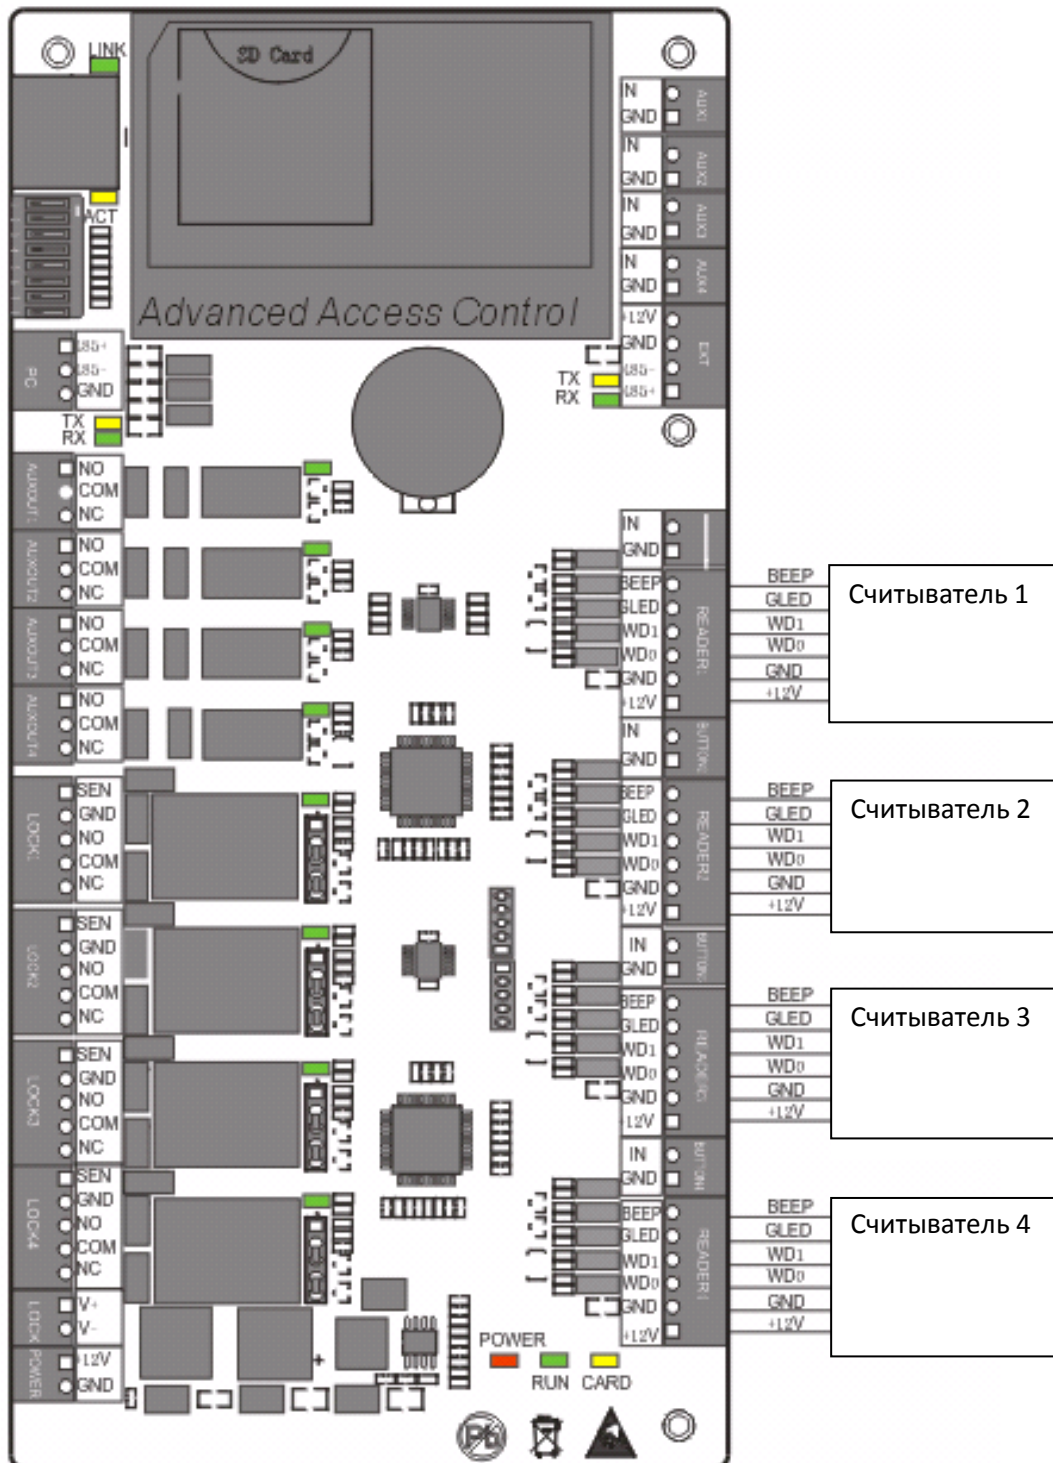 LINK
SD Card
ACT
Advanced Access Control
IN
GND
AUX1
IN
GND
AUX2
IN
GND
AUX3
IN
GND
AUX4
+12V
GND
485-
485+
EXT
TX
RX
PC
485+
485-
GND
TX
RX
AUXOUT1
NO
COM
NC
AUXOUT2
NO
COM
NC
AUXOUT3
NO
COM
NC
AUXOUT4
NO
COM
NC
LOCK1
SEN
GND
NO
COM
NC
LOCK2
SEN
GND
NO
COM
NC
LOCK3
SEN
GND
NO
COM
NC
LOCK4
SEN
GND
NO
COM
NC
LOCK
V+
V-
POWER
+12V
GND
IN
GND
BEEP
GLED
WD1
WD0
GND
+12V
READER1
BEEP
GLED
WD1
WD0
GND
+12V
Считыватель 1
IN
GND
BUTTON
BEEP
GLED
WD1
WD0
GND
+12V
READER2
BEEP
GLED
WD1
WD0
GND
+12V
Считыватель 2
IN
GND
BUTTON
BEEP
GLED
WD1
WD0
GND
+12V
READER3
BEEP
GLED
WD1
WD0
GND
+12V
Считыватель 3
IN
GND
BUTTON4
BEEP
GLED
WD1
WD0
GND
+12V
READER4
BEEP
GLED
WD1
WD0
GND
+12V
Считыватель 4
POWER
RUN
CARD
+
Pb